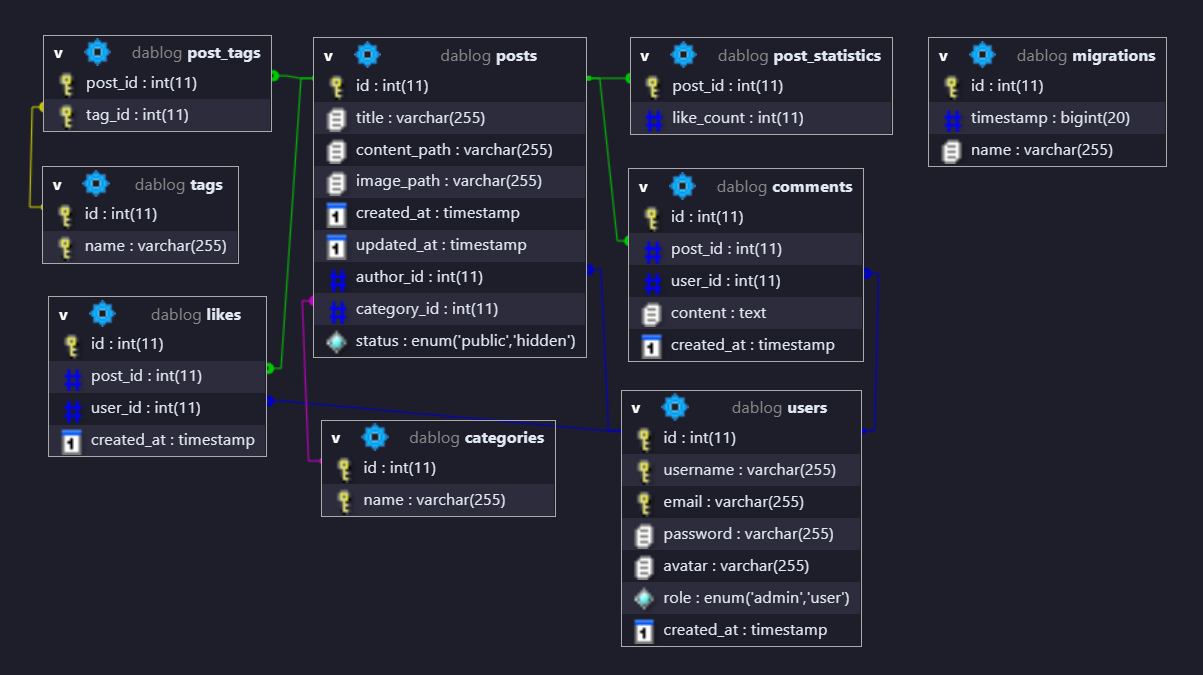 v dablog post_tags
post_id : int(11)
tag_id : int(11)
v dablog tags
id : int(11)
name : varchar(255)
v dablog likes
id : int(11)
post_id : int(11)
user_id : int(11)
created_at : timestamp
v dablog posts
id : int(11)
title : varchar(255)
content_path : varchar(255)
image_path : varchar(255)
created_at : timestamp
updated_at : timestamp
author_id : int(11)
category_id : int(11)
status : enum('public','hidden')
v dablog categories
id : int(11)
name : varchar(255)
v dablog post_statistics
post_id : int(11)
like_count : int(11)
v dablog comments
id : int(11)
post_id : int(11)
user_id : int(11)
content : text
created_at : timestamp
v dablog users
id : int(11)
username : varchar(255)
email : varchar(255)
password : varchar(255)
avatar : varchar(255)
role : enum('admin','user')
created_at : timestamp
v dablog migrations
id : int(11)
timestamp : bigint(20)
name : varchar(255)